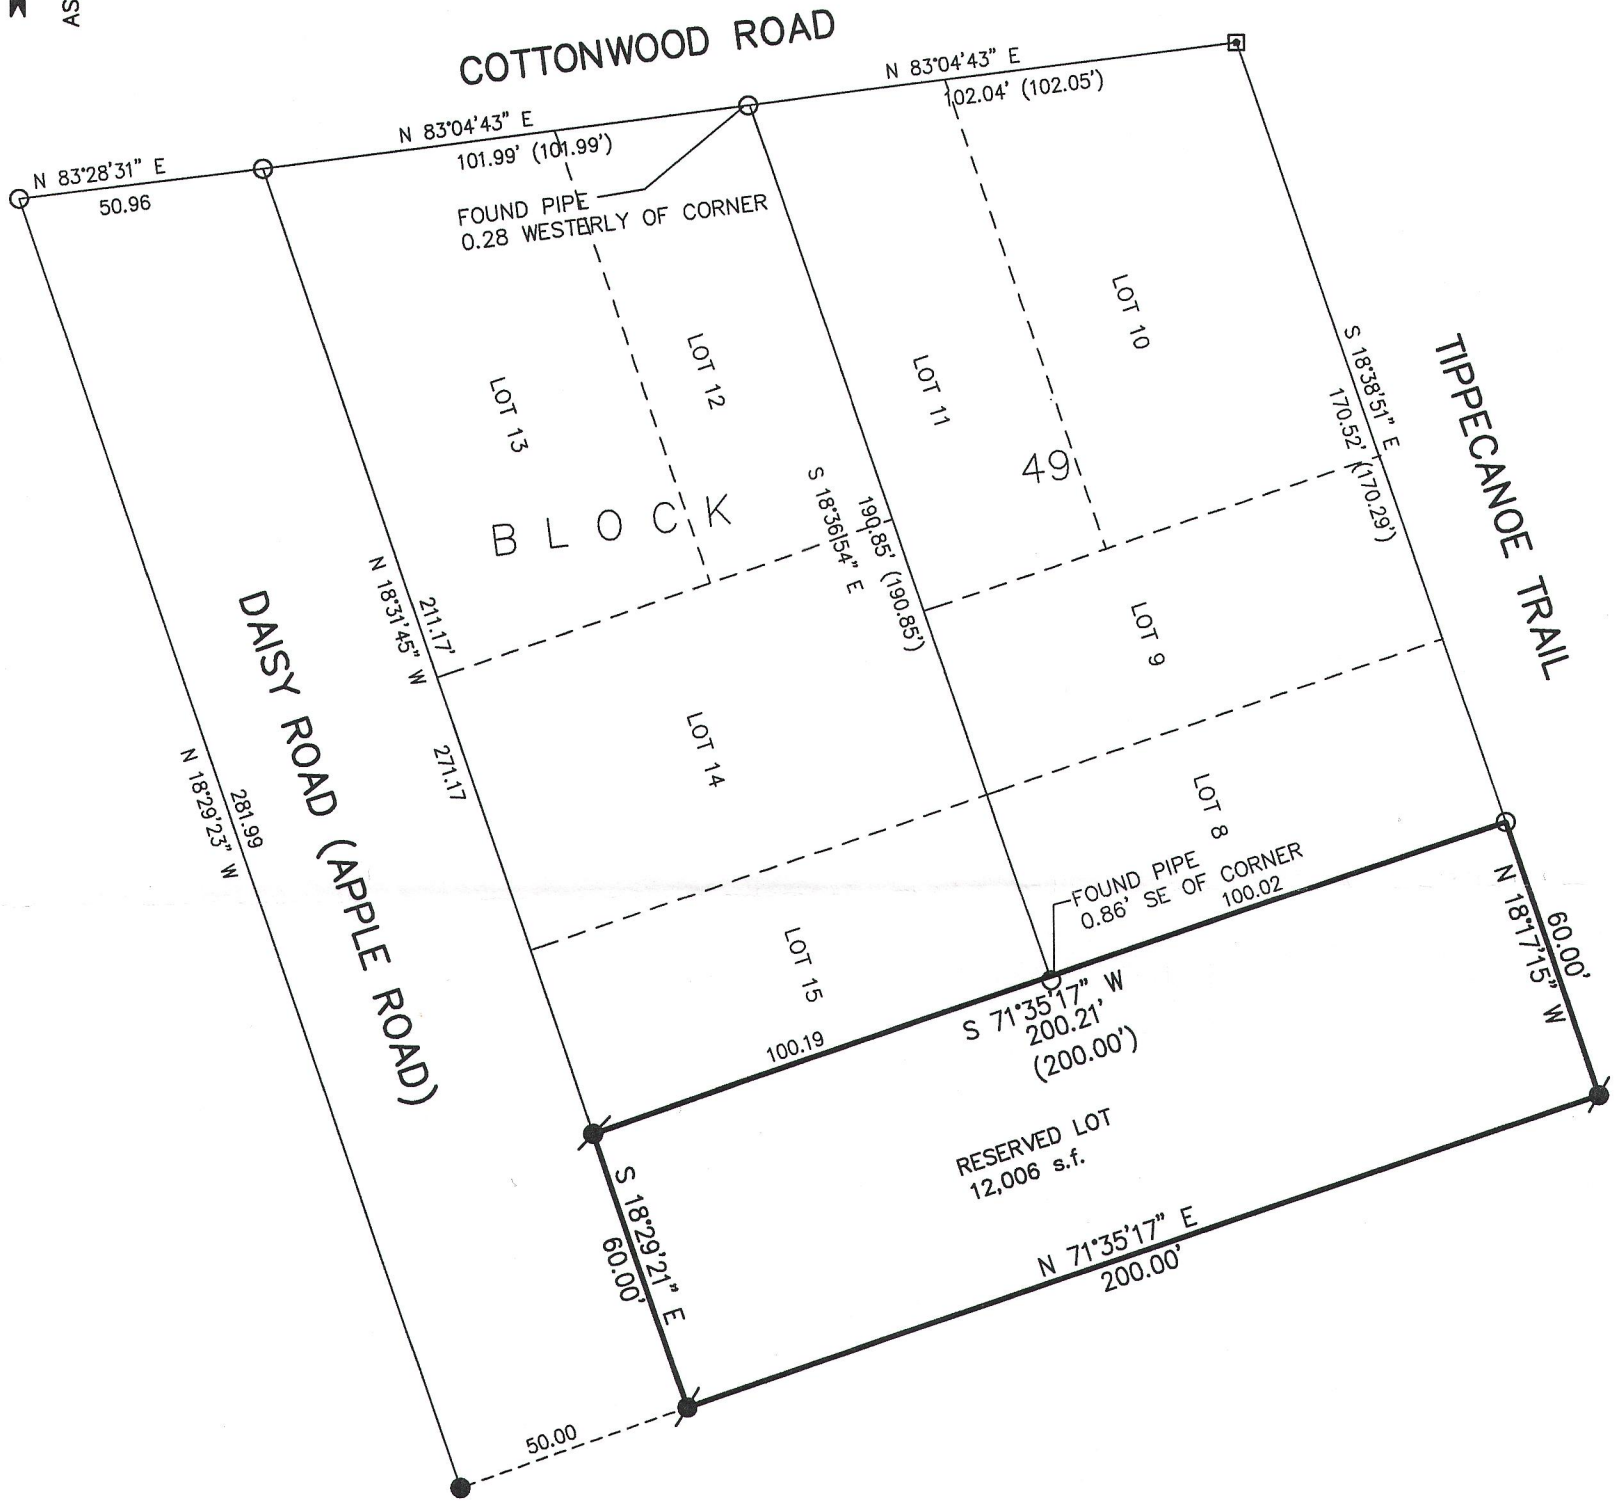 AS
COTTONWOOD ROAD
N 83°04'43" E
102.04' (102.05')
N 83°04'43" E
101.99' (101.99')
N 83°28'31" E
50.96
FOUND PIPE
0.28 WESTERLY OF CORNER
LOT 10
LOT 11
LOT 12
LOT 13
S 18°38'51" E
170.52' (170.29')
TIPPECANOE TRAIL
49
BLOCK
S 18°36'54" E
190.85' (190.85')
N 18°31'45" W
211.17'
271.17
DAISY ROAD (APPLE ROAD)
N 18°29'23" W
281.99
LOT 9
LOT 14
LOT 8
FOUND PIPE
0.86' SE OF CORNER
100.02
LOT 15
N 18°17'15" W
60.00'
S 71°35'17" W
200.21'
(200.00')
100.19
RESERVED LOT
12,006 s.f.
S 18°29'21" E
60.00'
N 71°35'17" E
200.00'
50.00